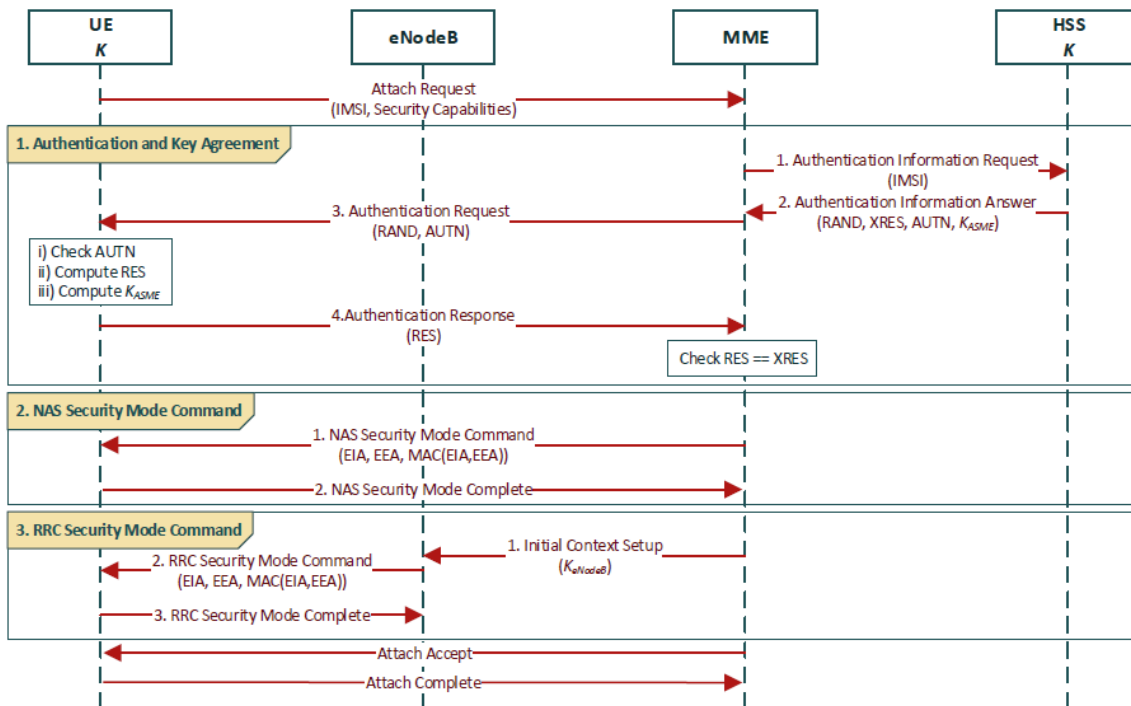 UE
K
eNodeB
MME
HSS
K
Attach Request
(IMSI, Security Capabilities)
1. Authentication and Key Agreement
1. Authentication Information Request
(IMSI)
2. Authentication Information Answer
(RAND, XRES, AUTN, KASME)
3. Authentication Request
(RAND, AUTN)
i) Check AUTN
ii) Compute RES
iii) Compute KASME
4.Authentication Response
(RES)
Check RES == XRES
2. NAS Security Mode Command
1. NAS Security Mode Command
(EIA, EEA, MAC(EIA,EEA))
2. NAS Security Mode Complete
3. RRC Security Mode Command
1. Initial Context Setup
(KeNodeB)
2. RRC Security Mode Command
(EIA, EEA, MAC(EIA,EEA))
3. RRC Security Mode Complete
Attach Accept
Attach Complete